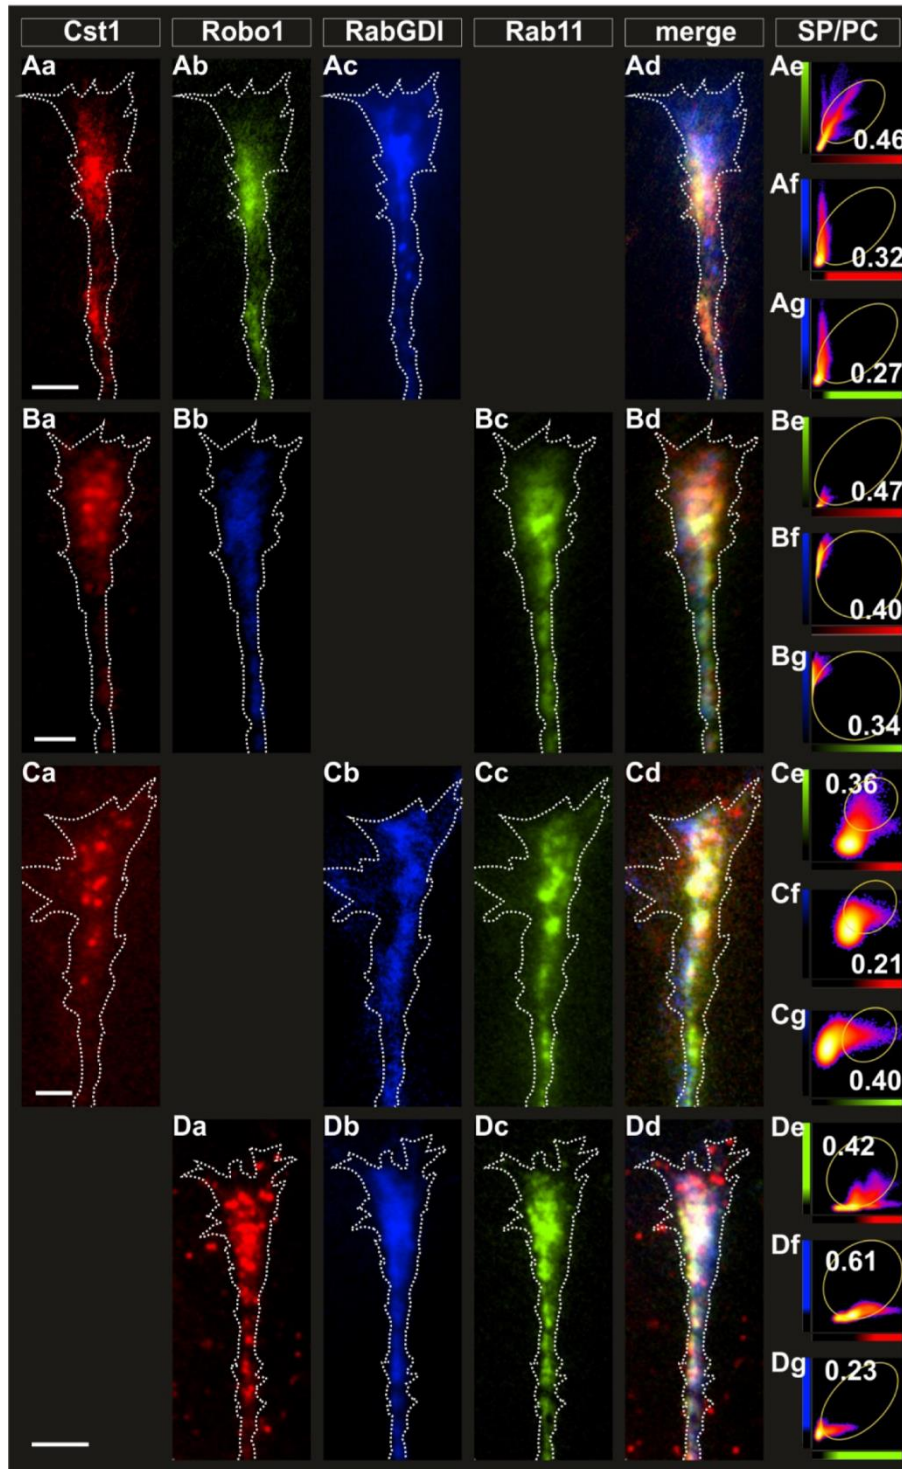 Cst1 Robo1 RabGDI Rab11 merge SP/PC
Aa Ab Ac Ad Ae
0.46
Af
0.32
Ag
0.27
Ba Bb Bc Bd Be
0.47
Bf
0.40
Bg
0.34
Ca Cb Cc Cd Ce
0.36
Cf
0.21
Cg
0.40
Da Db Dc Dd De
0.42
Df
0.61
Dg
0.23